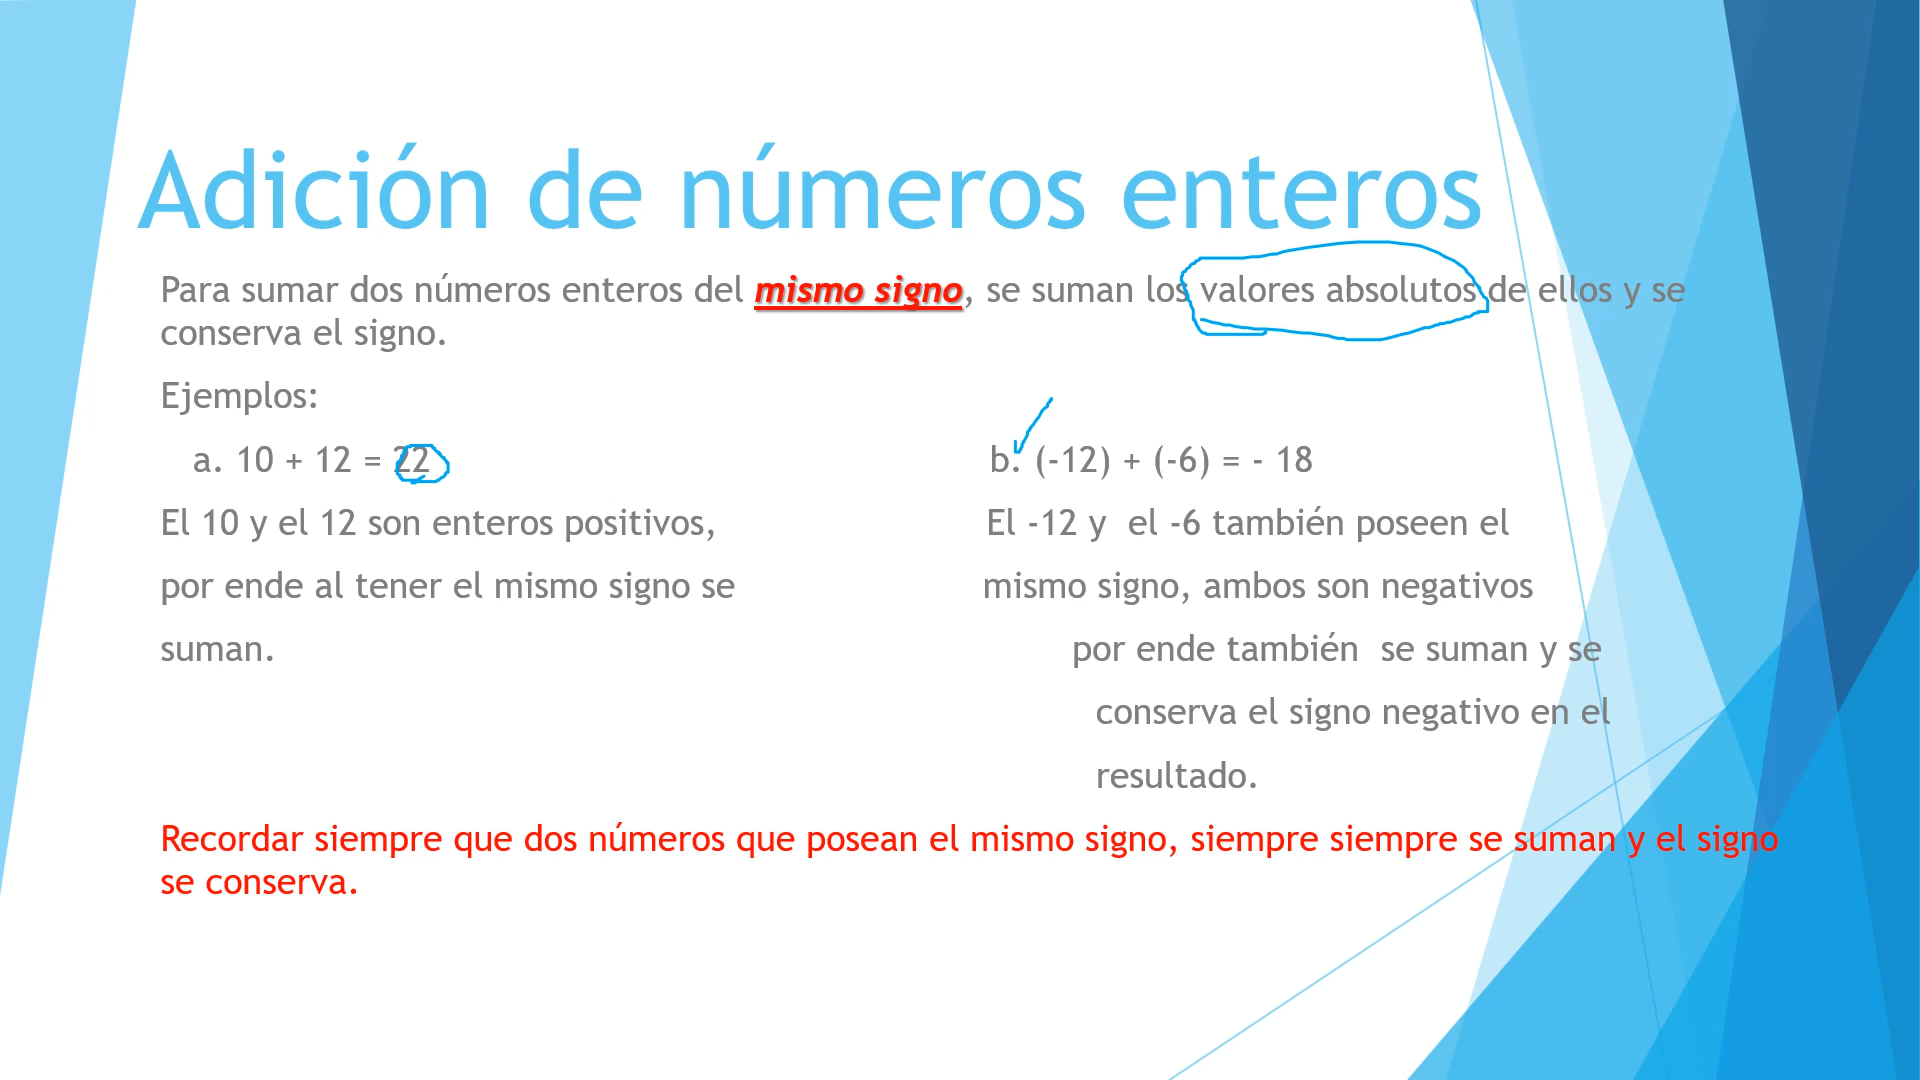 Adición de números enteros
Para sumar dos números enteros del mismo signo, se suman los valores absolutos de ellos y se
conserva el signo.
Ejemplos:
a. 10 + 12 = 22
b. (-12) + (-6) = - 18
El 10 y el 12 son enteros positivos,
El -12 y el -6 también poseen el
por ende al tener el mismo signo se
mismo signo, ambos son negativos
suman.
por ende también se suman y se
conserva el signo negativo en el
resultado.
Recordar siempre que dos números que posean el mismo signo, siempre siempre se suman y el signo
se conserva.